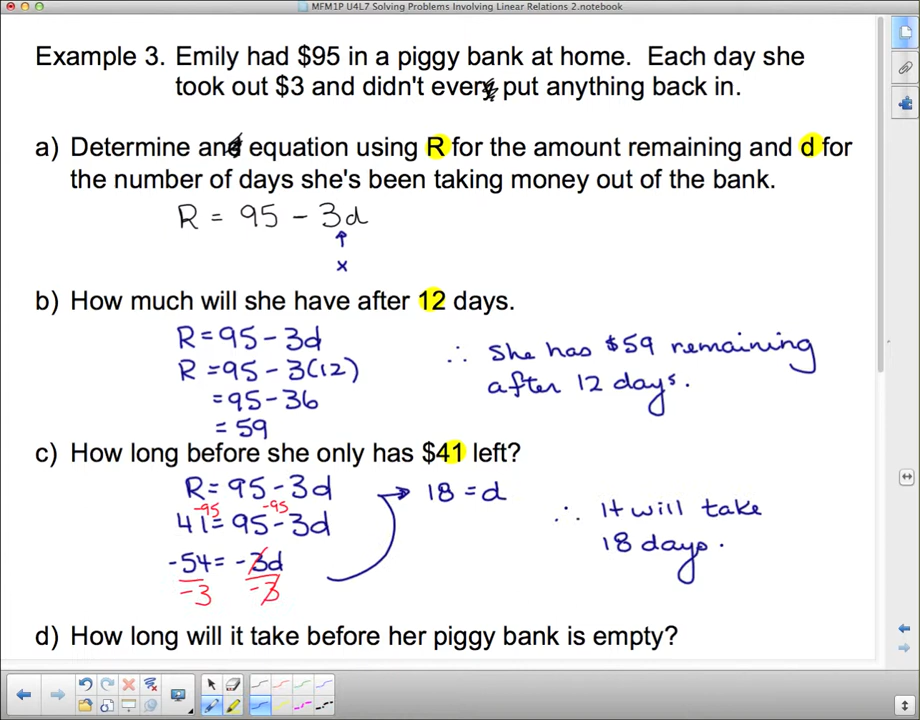 MFM1P U4L7 Solving Problems Involving Linear Relations 2.notebook
Example 3. Emily had $95 in a piggy bank at home. Each day she
took out $3 and didn't ever put anything back in.
a) Determine an equation using R for the amount remaining and d for
the number of days she's been taking money out of the bank.
R = 95 - 3d
↑
x
b) How much will she have after 12 days.
R = 95 - 3d
R = 95 - 3(12)
= 95 - 36
= 59
∴ She has $59 remaining
after 12 days.
c) How long before she only has $41 left?
R = 95 - 3d
-95 -95
41 = 95 - 3d
-54 = -3d
-3 -3
18 = d
∴ It will take
18 days.
d) How long will it take before her piggy bank is empty?